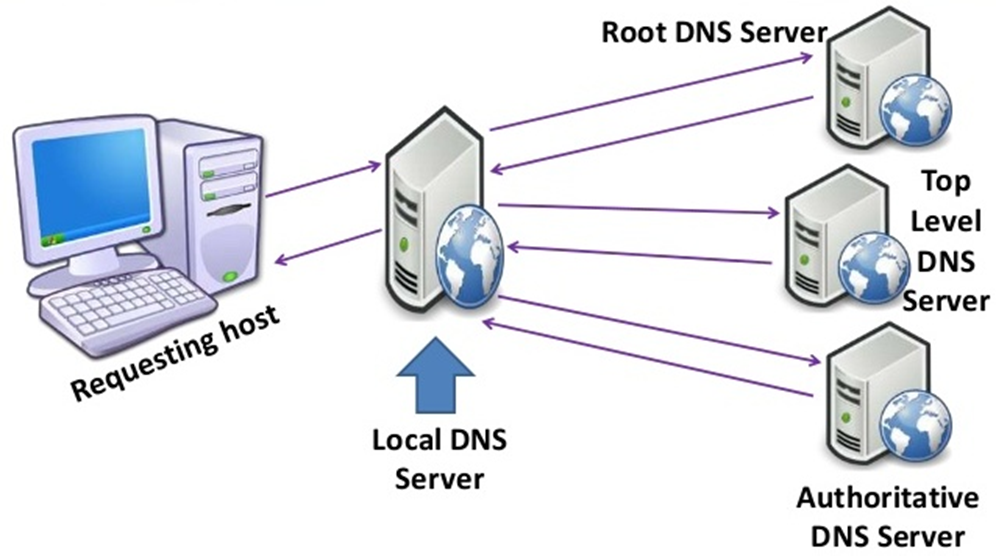 Root DNS Server
Top
Level
DNS
Server
Requesting host
Local DNS
Server
Authoritative
DNS Server